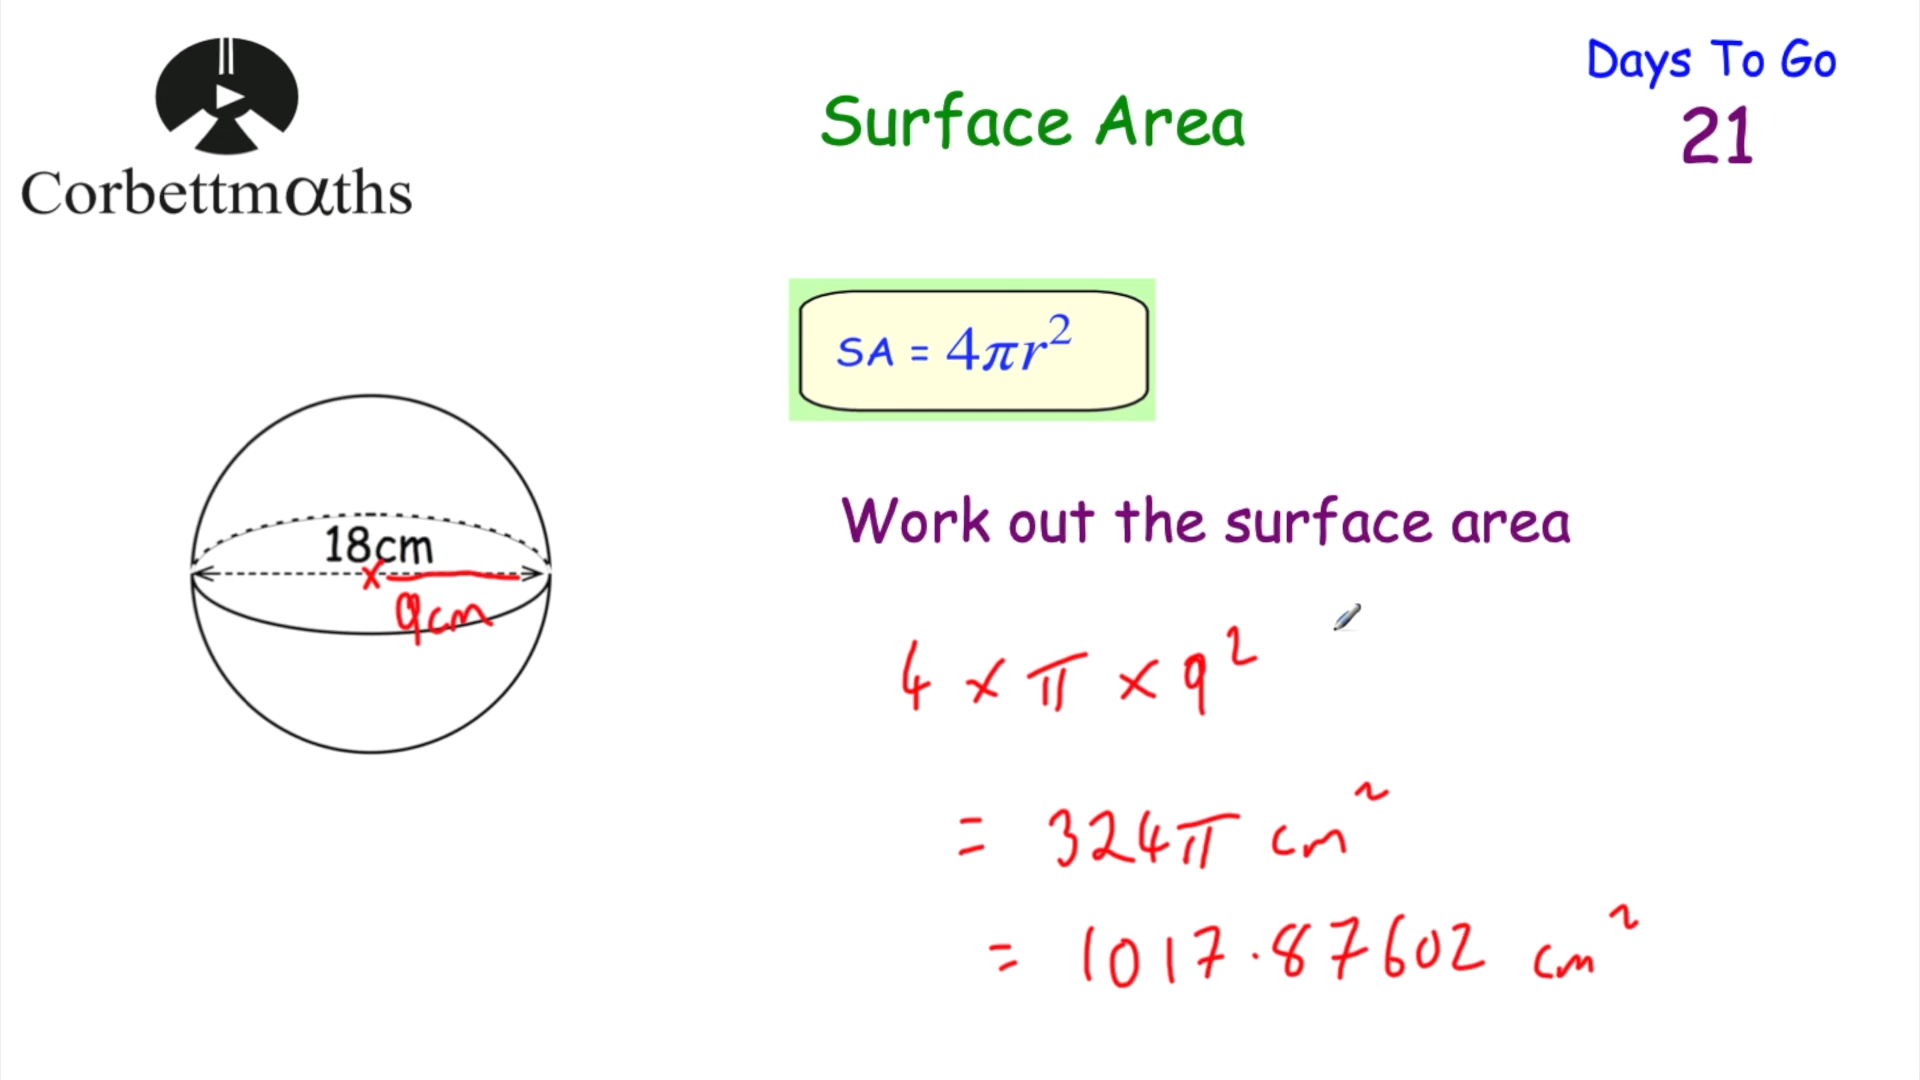 Corbettmαths
Surface Area
Days To Go
21
SA = 4πr²
18cm
9cm
Work out the surface area
4 × π × 9²
= 324π cm²
= 1017.87602 cm²